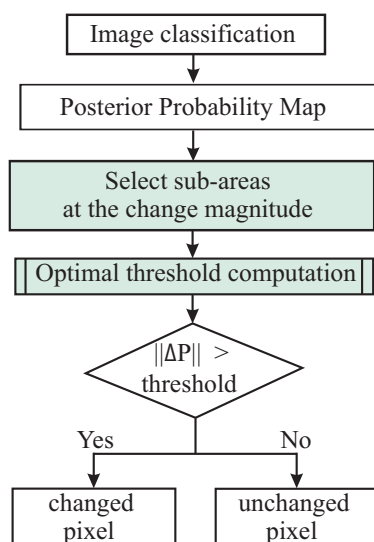 Image classification
Posterior Probability Map
Select sub-areas
at the change magnitude
Optimal threshold computation
||ΔP|| >
threshold
Yes
No
changed
pixel
unchanged
pixel